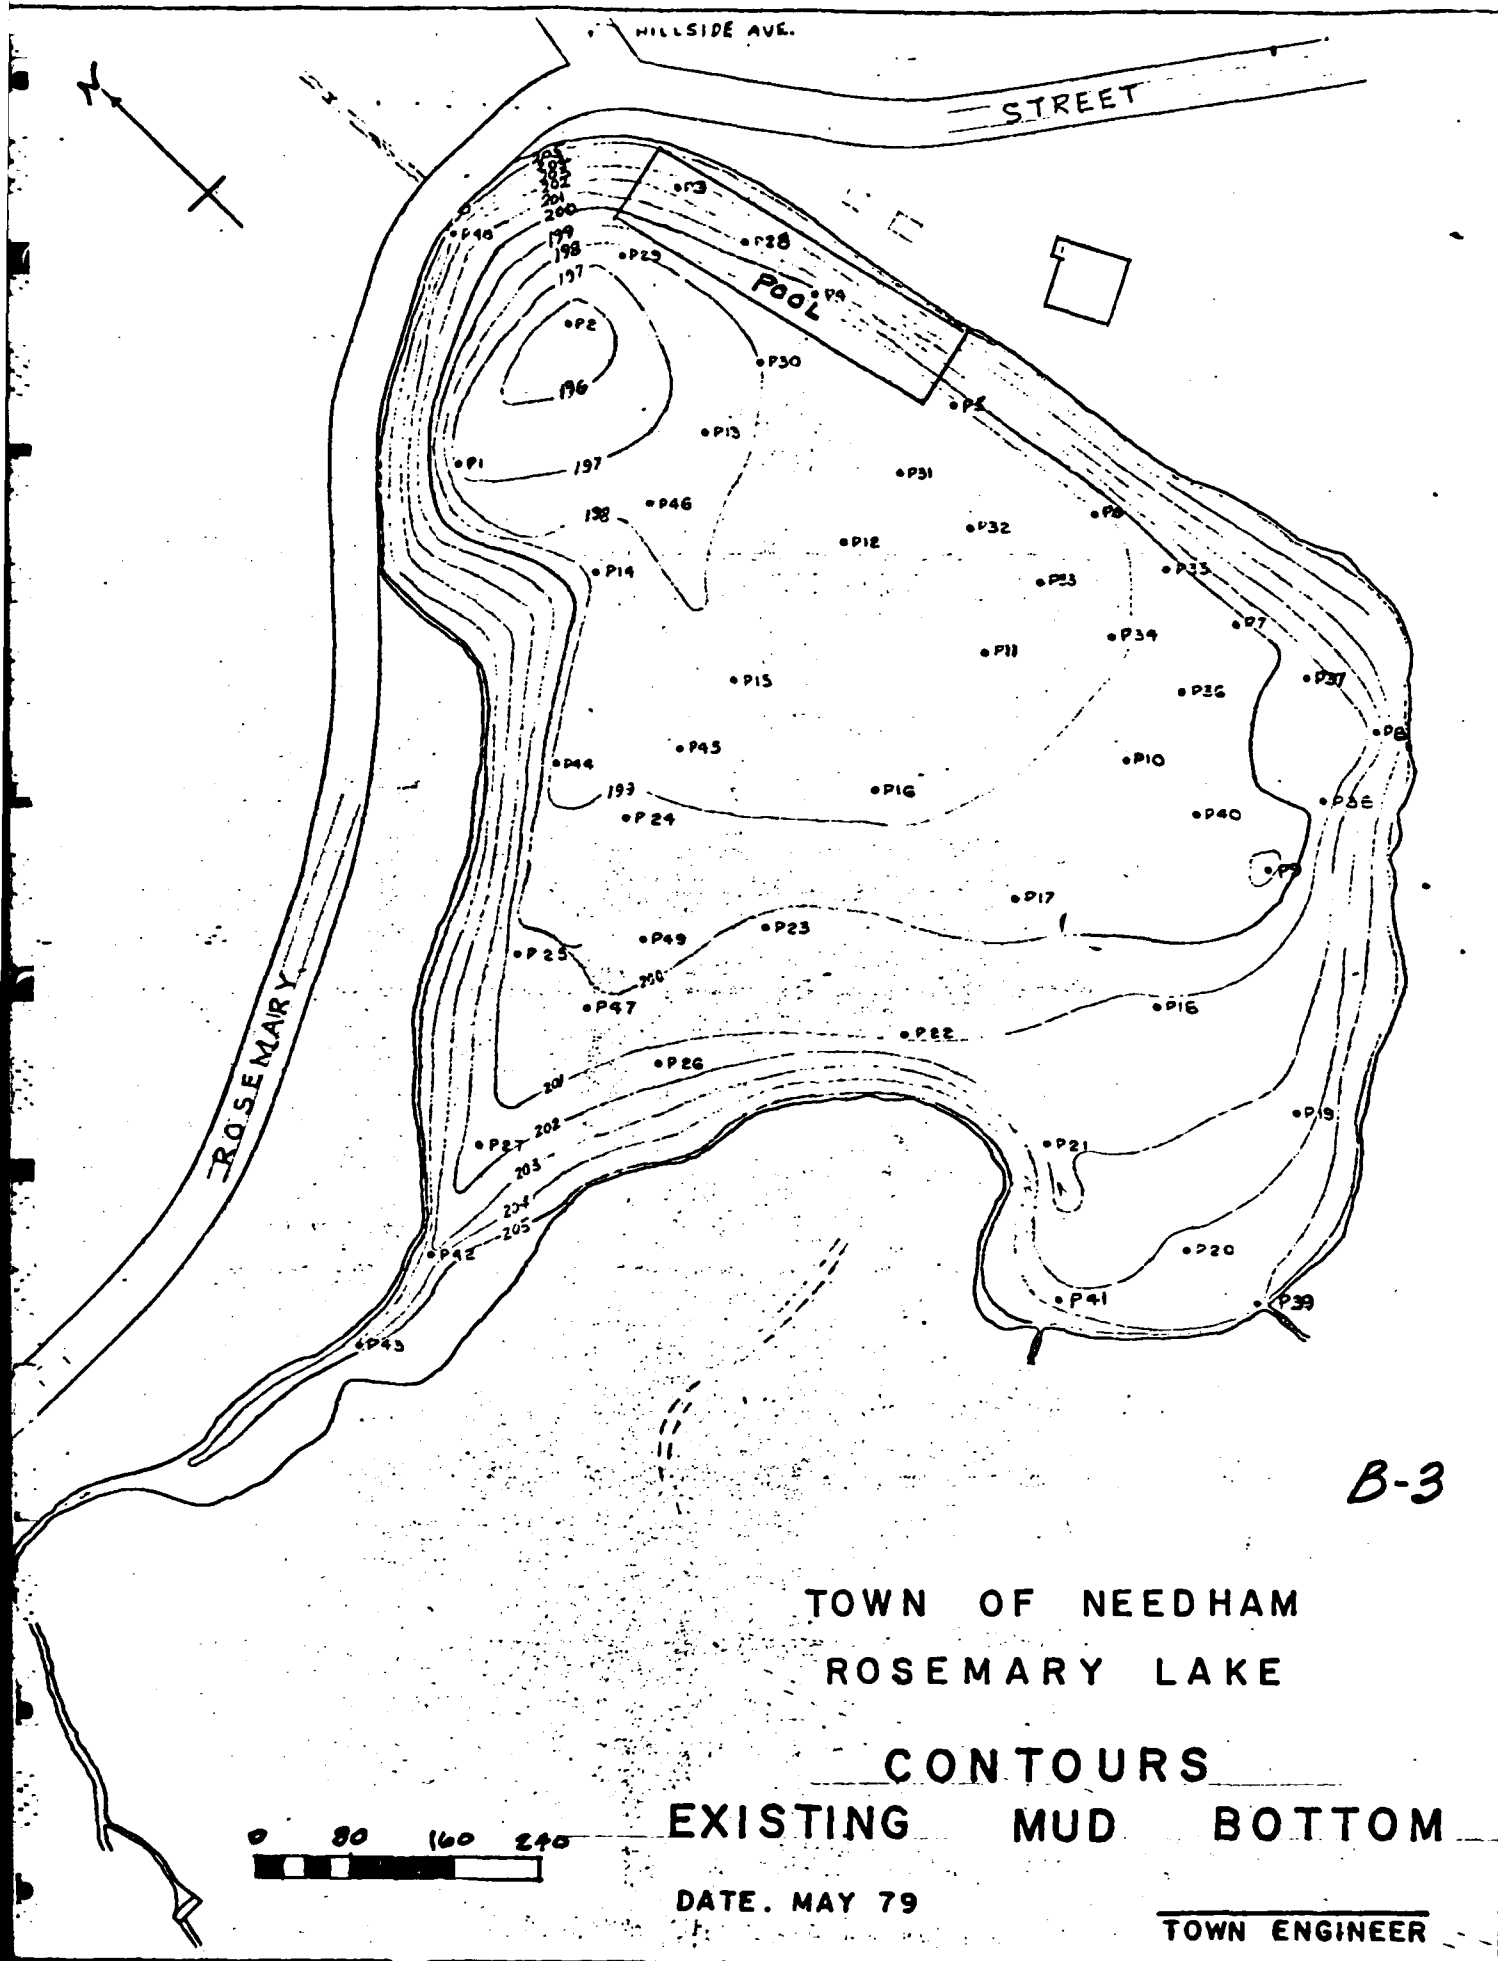 HILLSIDE AVE.
N
STREET
205
203
202
201
200
199
198
197
196
197
198
199
200
201
202
203
204
205
P3
P48
P28
P29
POOL
P4
P2
P30
P5
P13
P1
P31
P46
P6
P12
P32
P14
P33
P35
P7
P34
P11
P15
P37
P36
P8
P45
P44
P10
P16
P38
P24
P40
P9
P17
P23
P49
P25
P47
P22
P26
P19
P27
P21
P20
P42
P41
P39
P43
ROSEMARY
B-3
TOWN OF NEEDHAM
ROSEMARY LAKE
CONTOURS
EXISTING MUD BOTTOM
0 80 160 240
DATE. MAY 79
TOWN ENGINEER